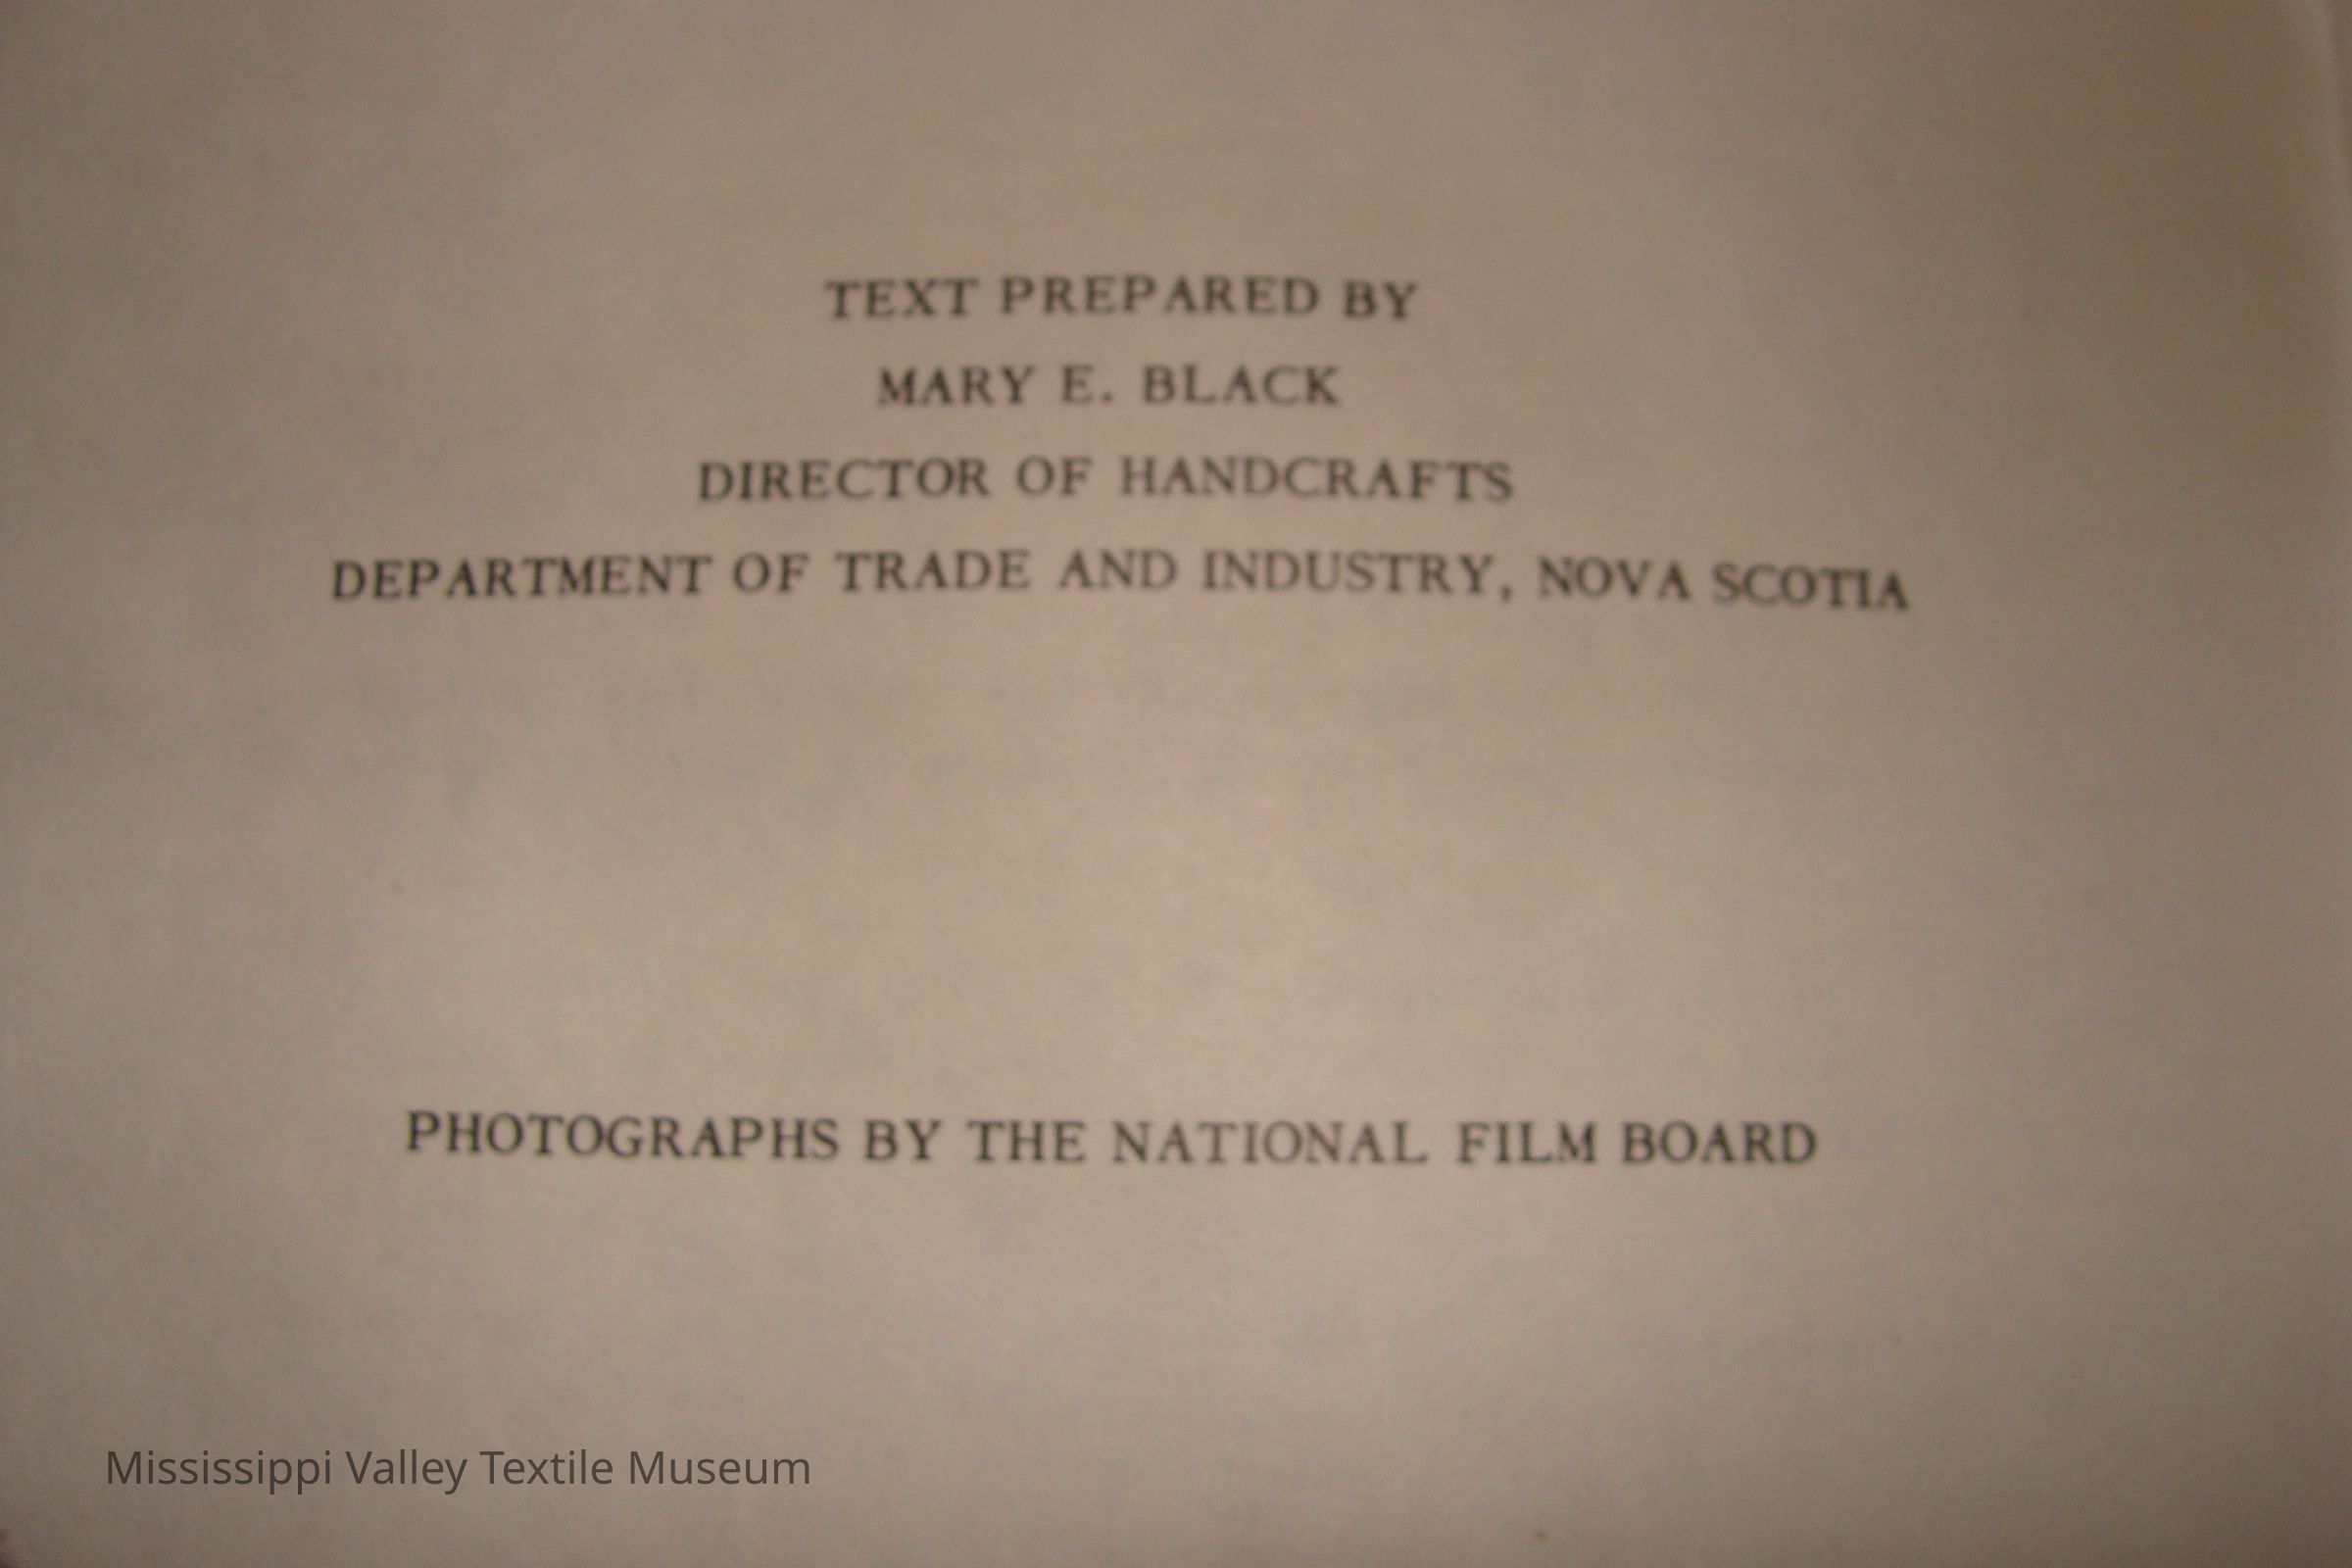 TEXT PREPARED BY
MARY E. BLACK
DIRECTOR OF HANDCRAFTS
DEPARTMENT OF TRADE AND INDUSTRY, NOVA SCOTIA
PHOTOGRAPHS BY THE NATIONAL FILM BOARD
Mississippi Valley Textile Museum